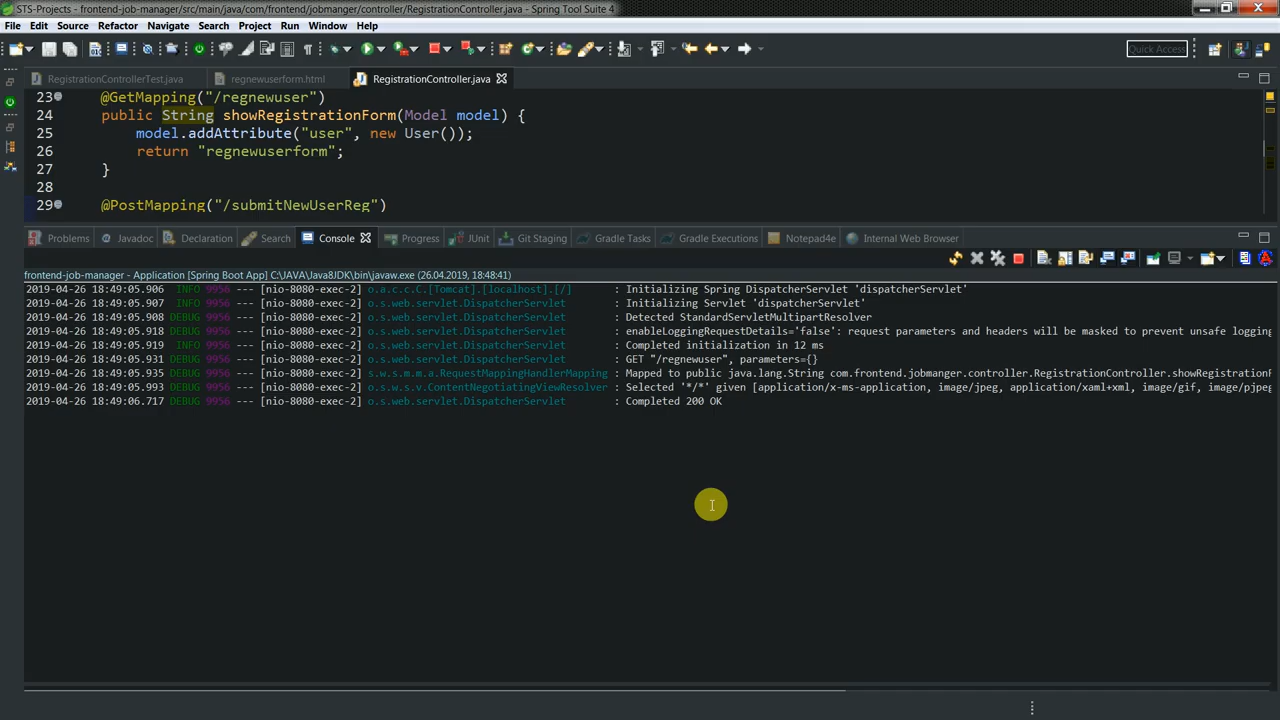 STS-Projects - frontend-job-manager/src/main/java/com/frontend/jobmanger/controller/RegistrationController.java - Spring Tool Suite 4
File Edit Source Refactor Navigate Search Project Run Window Help
Quick Access
RegistrationControllerTest.java regnewuserform.html RegistrationController.java
23 @GetMapping("/regnewuser")
24 public String showRegistrationForm(Model model) {
25 model.addAttribute("user", new User());
26 return "regnewuserform";
27 }
28
29 @PostMapping("/submitNewUserReg")
Problems Javadoc Declaration Search Console Progress JUnit Git Staging Gradle Tasks Gradle Executions Notepad4e Internal Web Browser
frontend-job-manager - Application [Spring Boot App] C:\JAVA\Java8JDK\bin\javaw.exe (26.04.2019, 18:48:41)
2019-04-26 18:49:05.906 INFO 9956 --- [nio-8080-exec-2] o.a.c.c.C.[Tomcat].[localhost].[/] : Initializing Spring DispatcherServlet 'dispatcherServlet'
2019-04-26 18:49:05.907 INFO 9956 --- [nio-8080-exec-2] o.s.web.servlet.DispatcherServlet : Initializing Servlet 'dispatcherServlet'
2019-04-26 18:49:05.908 DEBUG 9956 --- [nio-8080-exec-2] o.s.web.servlet.DispatcherServlet : Detected StandardServletMultipartResolver
2019-04-26 18:49:05.918 DEBUG 9956 --- [nio-8080-exec-2] o.s.web.servlet.DispatcherServlet : enableLoggingRequestDetails='false': request parameters and headers will be masked to prevent unsafe logging
2019-04-26 18:49:05.919 INFO 9956 --- [nio-8080-exec-2] o.s.web.servlet.DispatcherServlet : Completed initialization in 12 ms
2019-04-26 18:49:05.931 DEBUG 9956 --- [nio-8080-exec-2] o.s.web.servlet.DispatcherServlet : GET "/regnewuser", parameters={}
2019-04-26 18:49:05.935 DEBUG 9956 --- [nio-8080-exec-2] s.w.s.m.m.a.RequestMappingHandlerMapping : Mapped to public java.lang.String com.frontend.jobmanger.controller.RegistrationController.showRegistrationF
2019-04-26 18:49:05.993 DEBUG 9956 --- [nio-8080-exec-2] o.s.w.s.v.ContentNegotiatingViewResolver : Selected '*/*' given [application/x-ms-application, image/jpeg, application/xaml+xml, image/gif, image/pjpeg
2019-04-26 18:49:06.717 DEBUG 9956 --- [nio-8080-exec-2] o.s.web.servlet.DispatcherServlet : Completed 200 OK